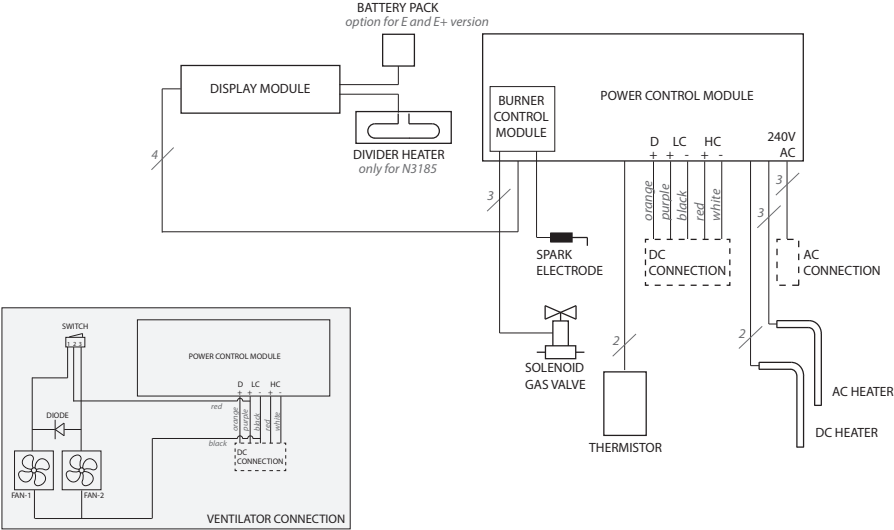 BATTERY PACK
option for E and E+ version
DISPLAY MODULE
DIVIDER HEATER
only for N3185
4
BURNER
CONTROL
MODULE
POWER CONTROL MODULE
D LC HC
+ + - + -
240V
AC
orange
purple
black
red
white
3
3
3
SPARK
ELECTRODE
DC
CONNECTION
AC
CONNECTION
SOLENOID
GAS VALVE
2
THERMISTOR
2
AC HEATER
DC HEATER
SWITCH
1 2 3
POWER CONTROL MODULE
D LC HC
+ + - + -
red
orange
purple
black
red
white
DIODE
black
DC
CONNECTION
FAN-1
FAN-2
VENTILATOR CONNECTION